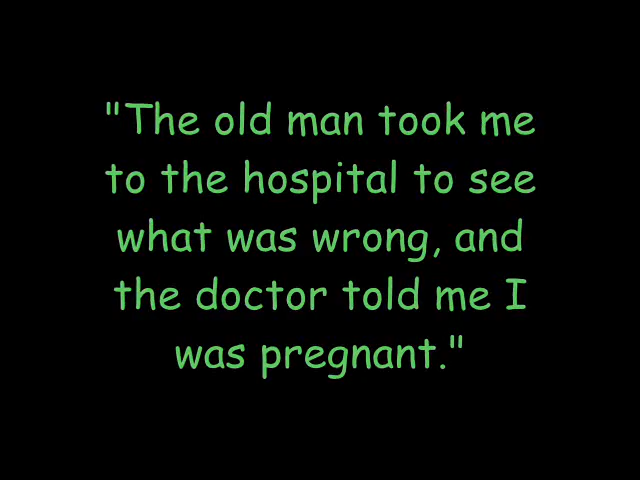 "The old man took me
to the hospital to see
what was wrong, and
the doctor told me I
was pregnant."